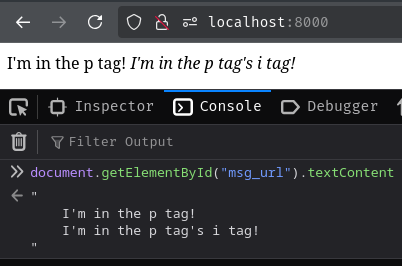 localhost:8000
I'm in the p tag! I'm in the p tag's i tag!
Inspector Console Debugger
Filter Output
document.getElementById("msg_url").textContent
"
I'm in the p tag!
I'm in the p tag's i tag!
"